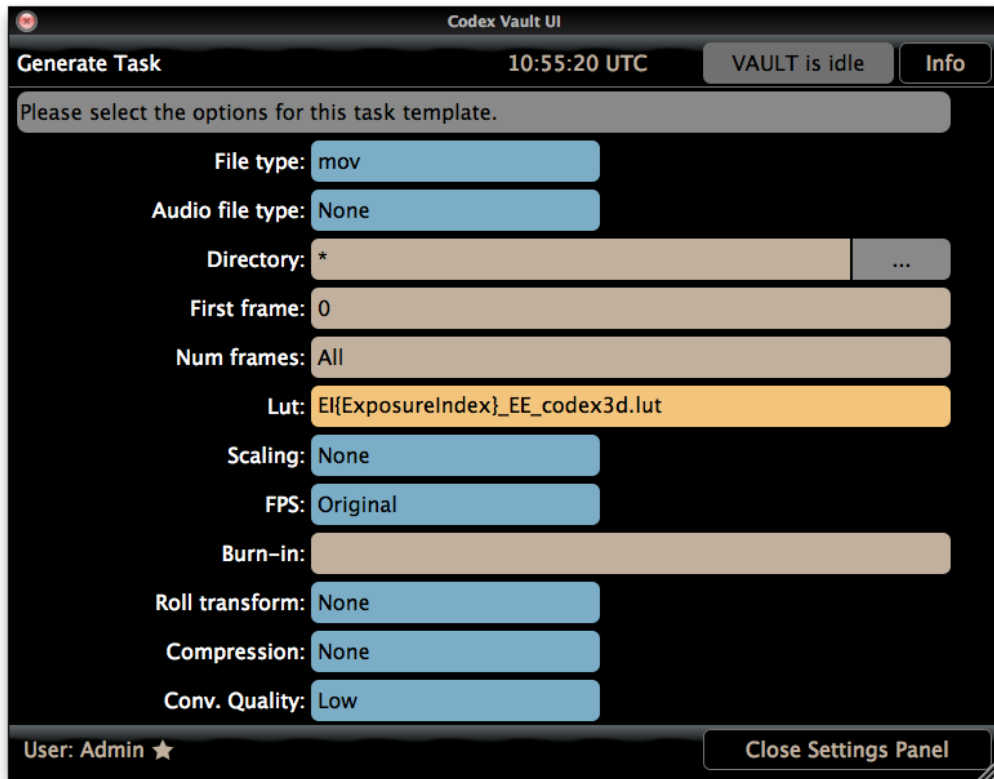 Codex Vault UI
Generate Task 10:55:20 UTC VAULT is idle Info
Please select the options for this task template.
File type: mov
Audio file type: None
Directory: * ...
First frame: 0
Num frames: All
Lut: EI{ExposureIndex}_EE_codex3d.lut
Scaling: None
FPS: Original
Burn-in:
Roll transform: None
Compression: None
Conv. Quality: Low
User: Admin ★ Close Settings Panel